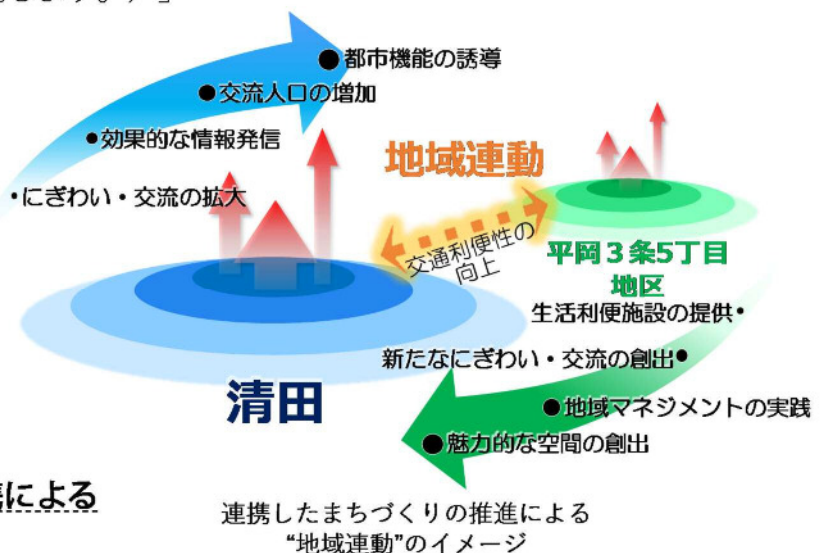 ●都市機能の誘導
●交流人口の増加
●効果的な情報発信
・にぎわい・交流の拡大
地域連動
交通利便性の
向上
平岡3条5丁目
地区
生活利便施設の提供・
新たなにぎわい・交流の創出●
清田
●地域マネジメントの実践
●魅力的な空間の創出
による
連携したまちづくりの推進による
“地域連動”のイメージ